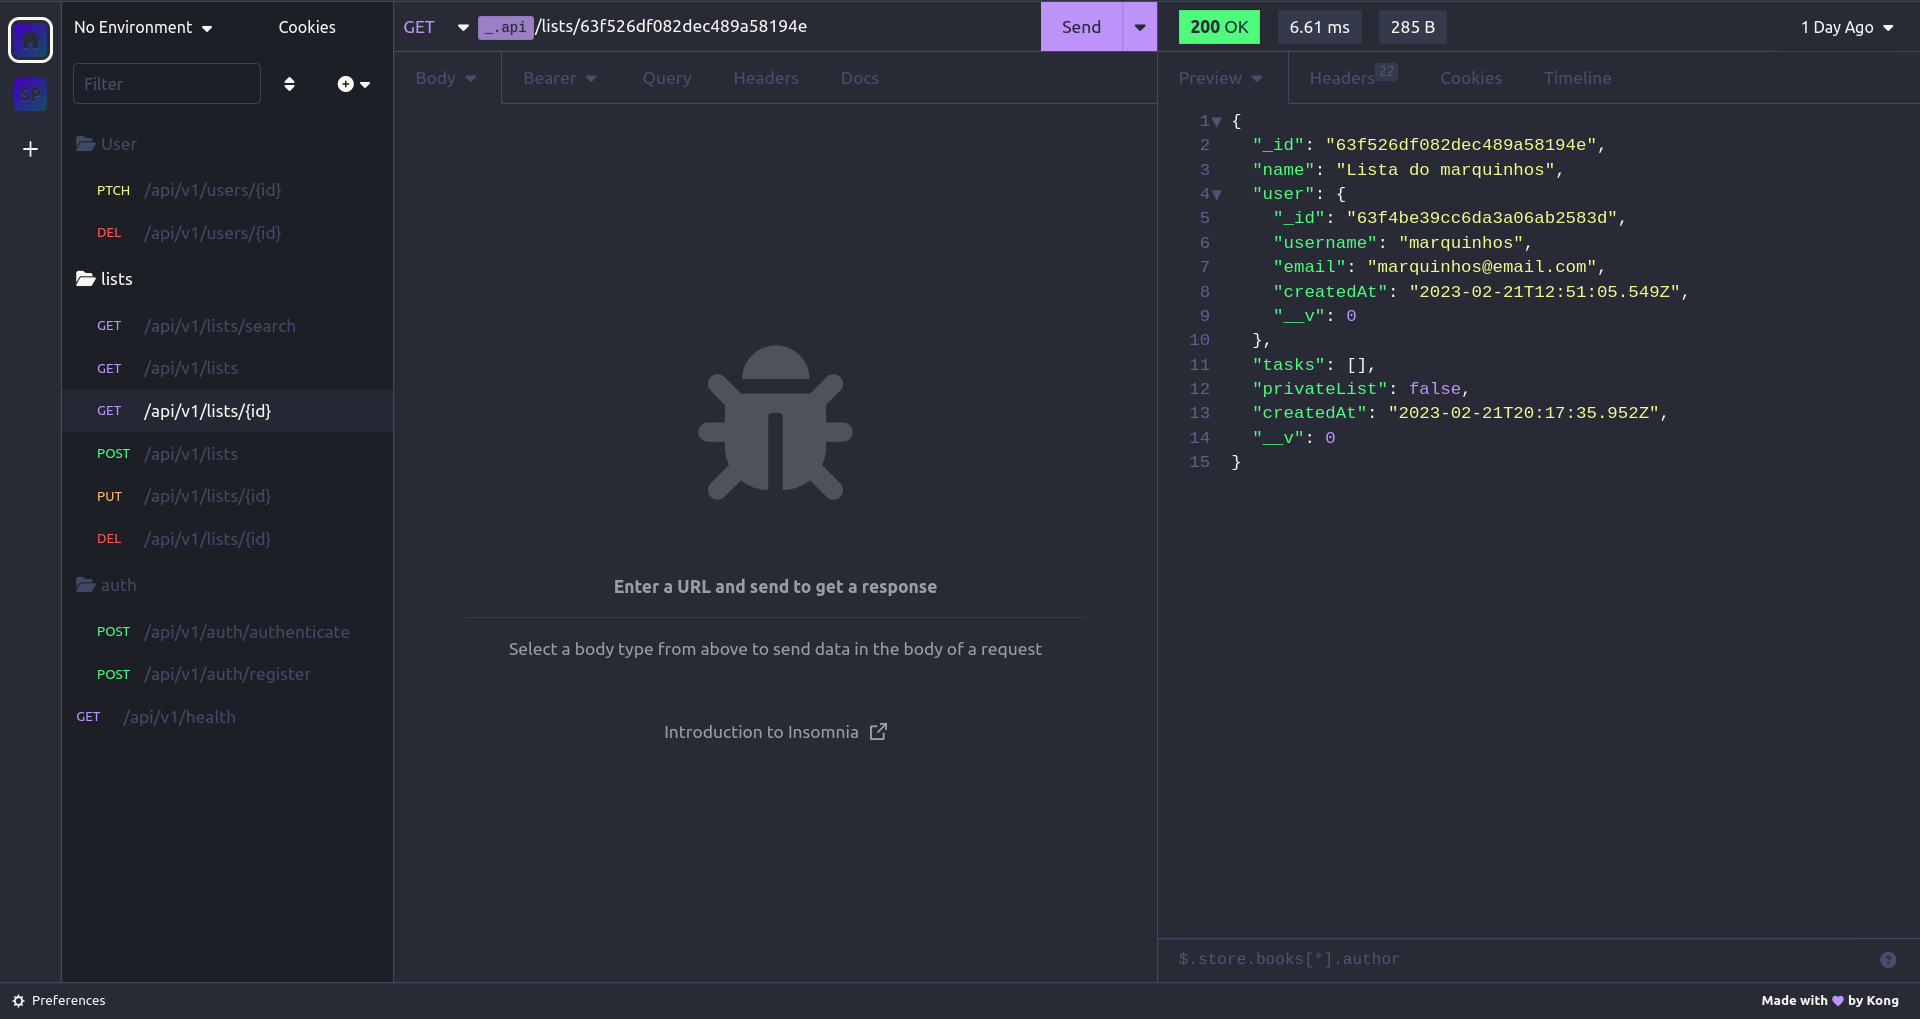 No Environment
Cookies
Filter
SP
User
PTCH /api/v1/users/{id}
DEL /api/v1/users/{id}
lists
GET /api/v1/lists/search
GET /api/v1/lists
GET /api/v1/lists/{id}
POST /api/v1/lists
PUT /api/v1/lists/{id}
DEL /api/v1/lists/{id}
auth
POST /api/v1/auth/authenticate
POST /api/v1/auth/register
GET /api/v1/health
GET _.api/lists/63f526df082dec489a58194e
Send
Body Bearer Query Headers Docs
Enter a URL and send to get a response
Select a body type from above to send data in the body of a request
Introduction to Insomnia
200 OK 6.61 ms 285 B 1 Day Ago
Preview Headers 22 Cookies Timeline
1 {
2 "_id": "63f526df082dec489a58194e",
3 "name": "Lista do marquinhos",
4 "user": {
5 "_id": "63f4be39cc6da3a06ab2583d",
6 "username": "marquinhos",
7 "email": "marquinhos@email.com",
8 "createdAt": "2023-02-21T12:51:05.549Z",
9 "__v": 0
10 },
11 "tasks": [],
12 "privateList": false,
13 "createdAt": "2023-02-21T20:17:35.952Z",
14 "__v": 0
15 }
$.store.books[*].author
?
Preferences
Made with 💜 by Kong